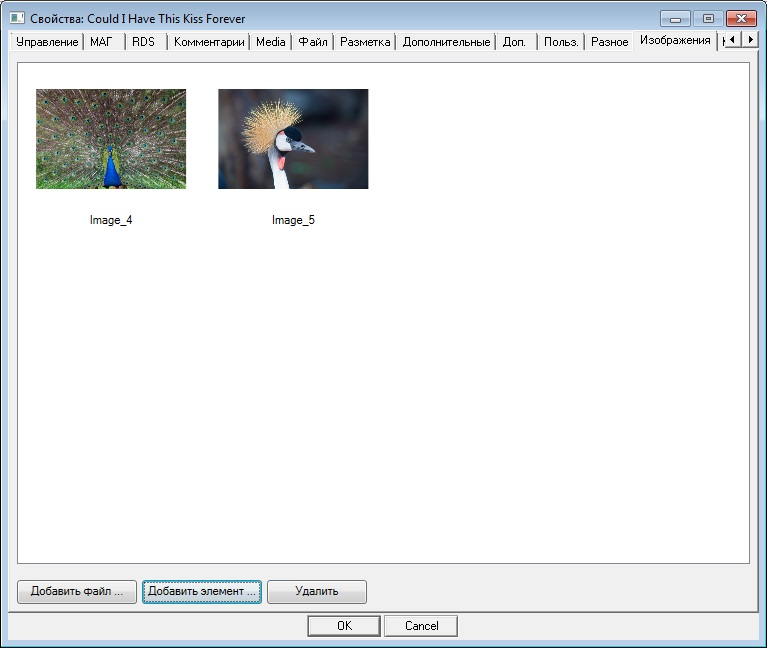 Свойства: Could I Have This Kiss Forever
Управление МАГ RDS Комментарии Media Файл Разметка Дополнительные Доп. Польз. Разное Изображения
Image_4 Image_5
Добавить файл ... Добавить элемент ... Удалить
OK Cancel